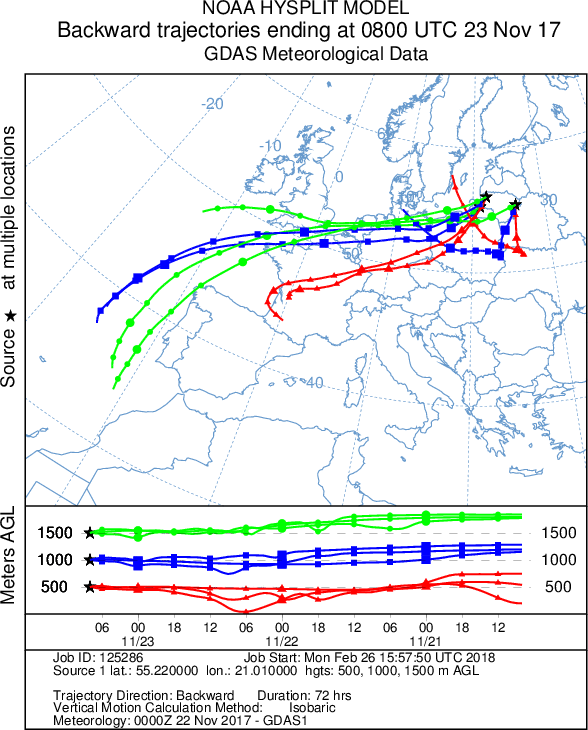 NOAA HYSPLIT MODEL
Backward trajectories ending at 0800 UTC 23 Nov 17
GDAS Meteorological Data
Source ★ at multiple locations
-20
-10
0
30
40
Meters AGL
1500 1500
1000 1000
500 500
06 00 18 12 06 00 18 12 06 00 18 12
11/23 11/22 11/21
Job ID: 125286 Job Start: Mon Feb 26 15:57:50 UTC 2018
Source 1 lat.: 55.220000 lon.: 21.010000 hgts: 500, 1000, 1500 m AGL
Trajectory Direction: Backward Duration: 72 hrs
Vertical Motion Calculation Method: Isobaric
Meteorology: 0000Z 22 Nov 2017 - GDAS1